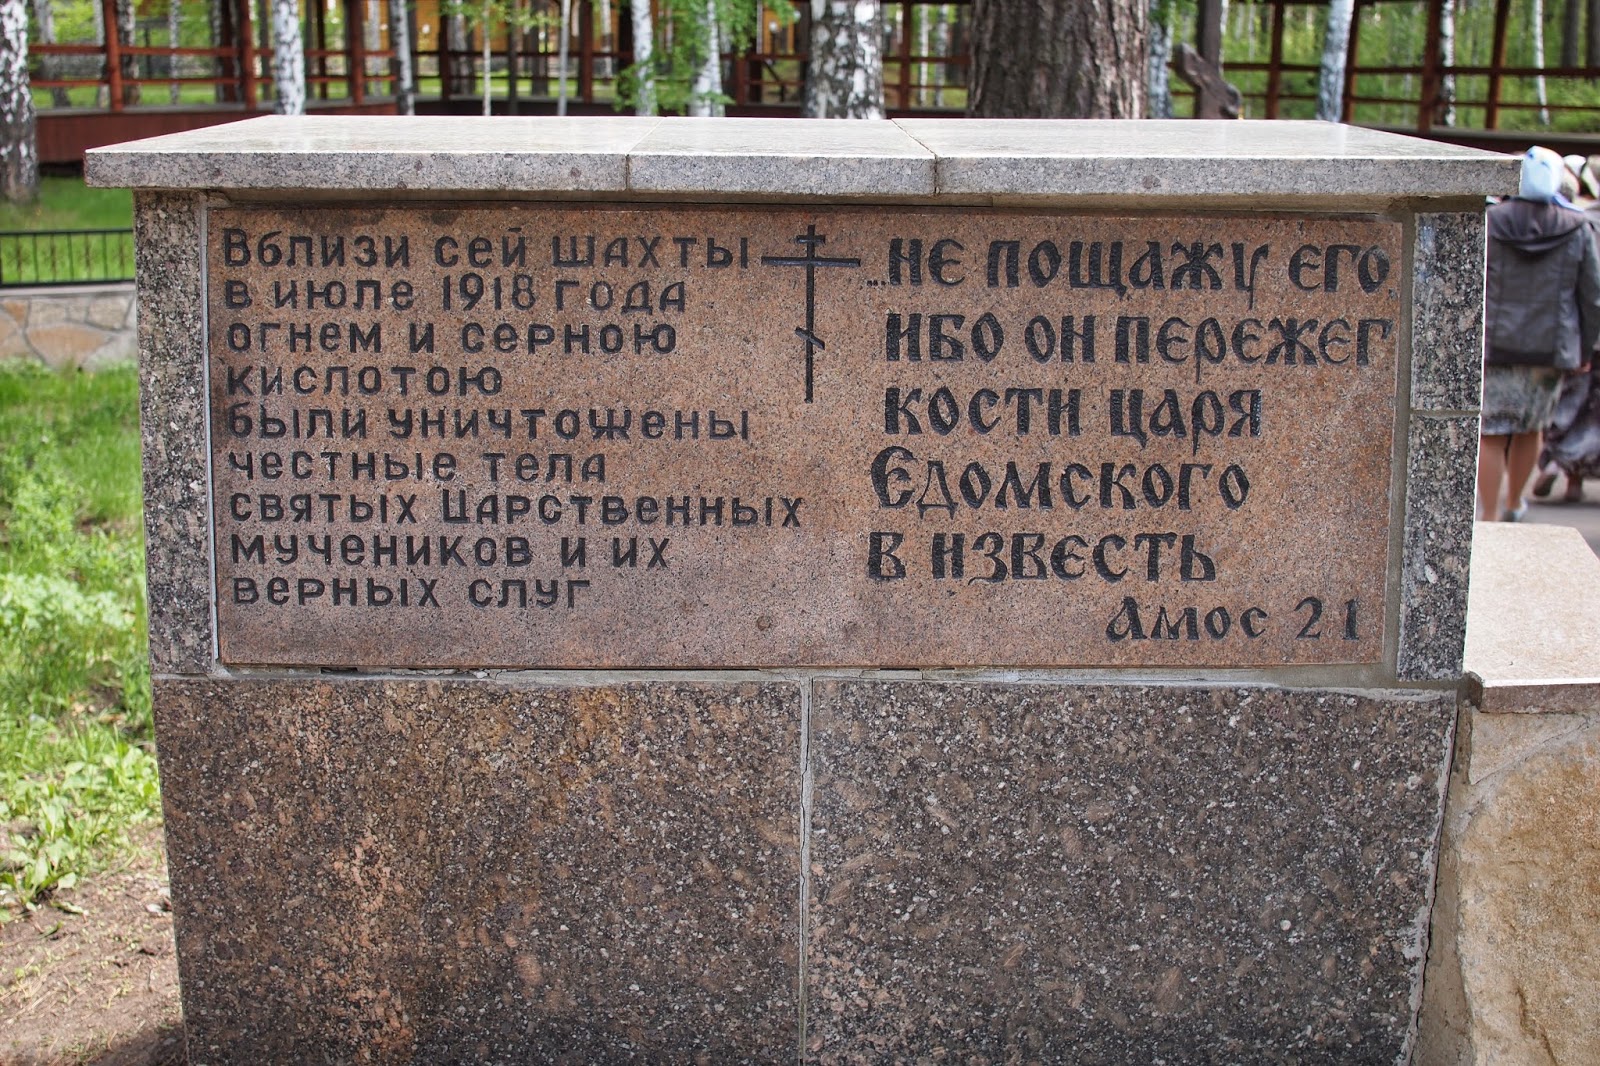 Вблизи сей шахты
в июле 1918 года
огнем и серною
кислотою
были уничтожены
честные тела
святых Царственных
мучеников и их
верных слуг
...не пощажу его,
ибо он пережег
кости царя
Едомского
в известь
Амос 2 1